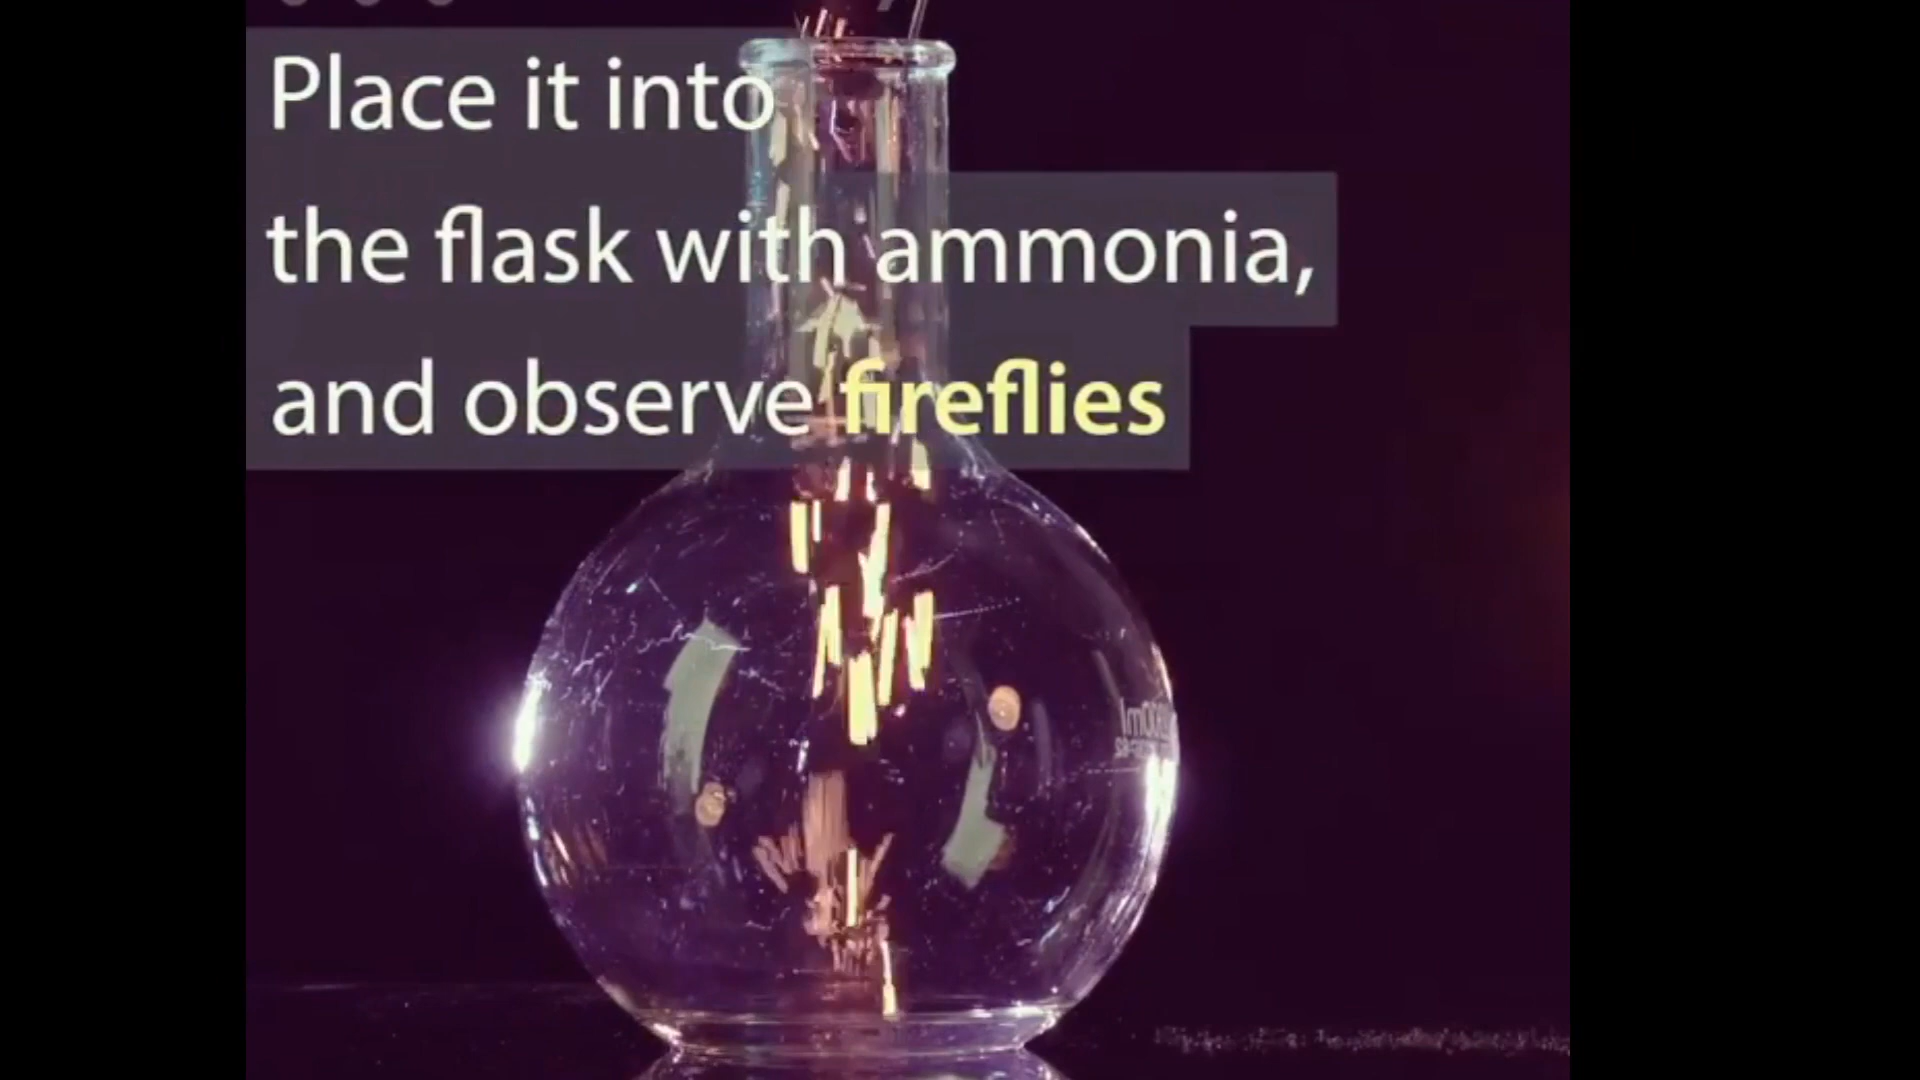 Place it into
the flask with ammonia,
and observe fireflies